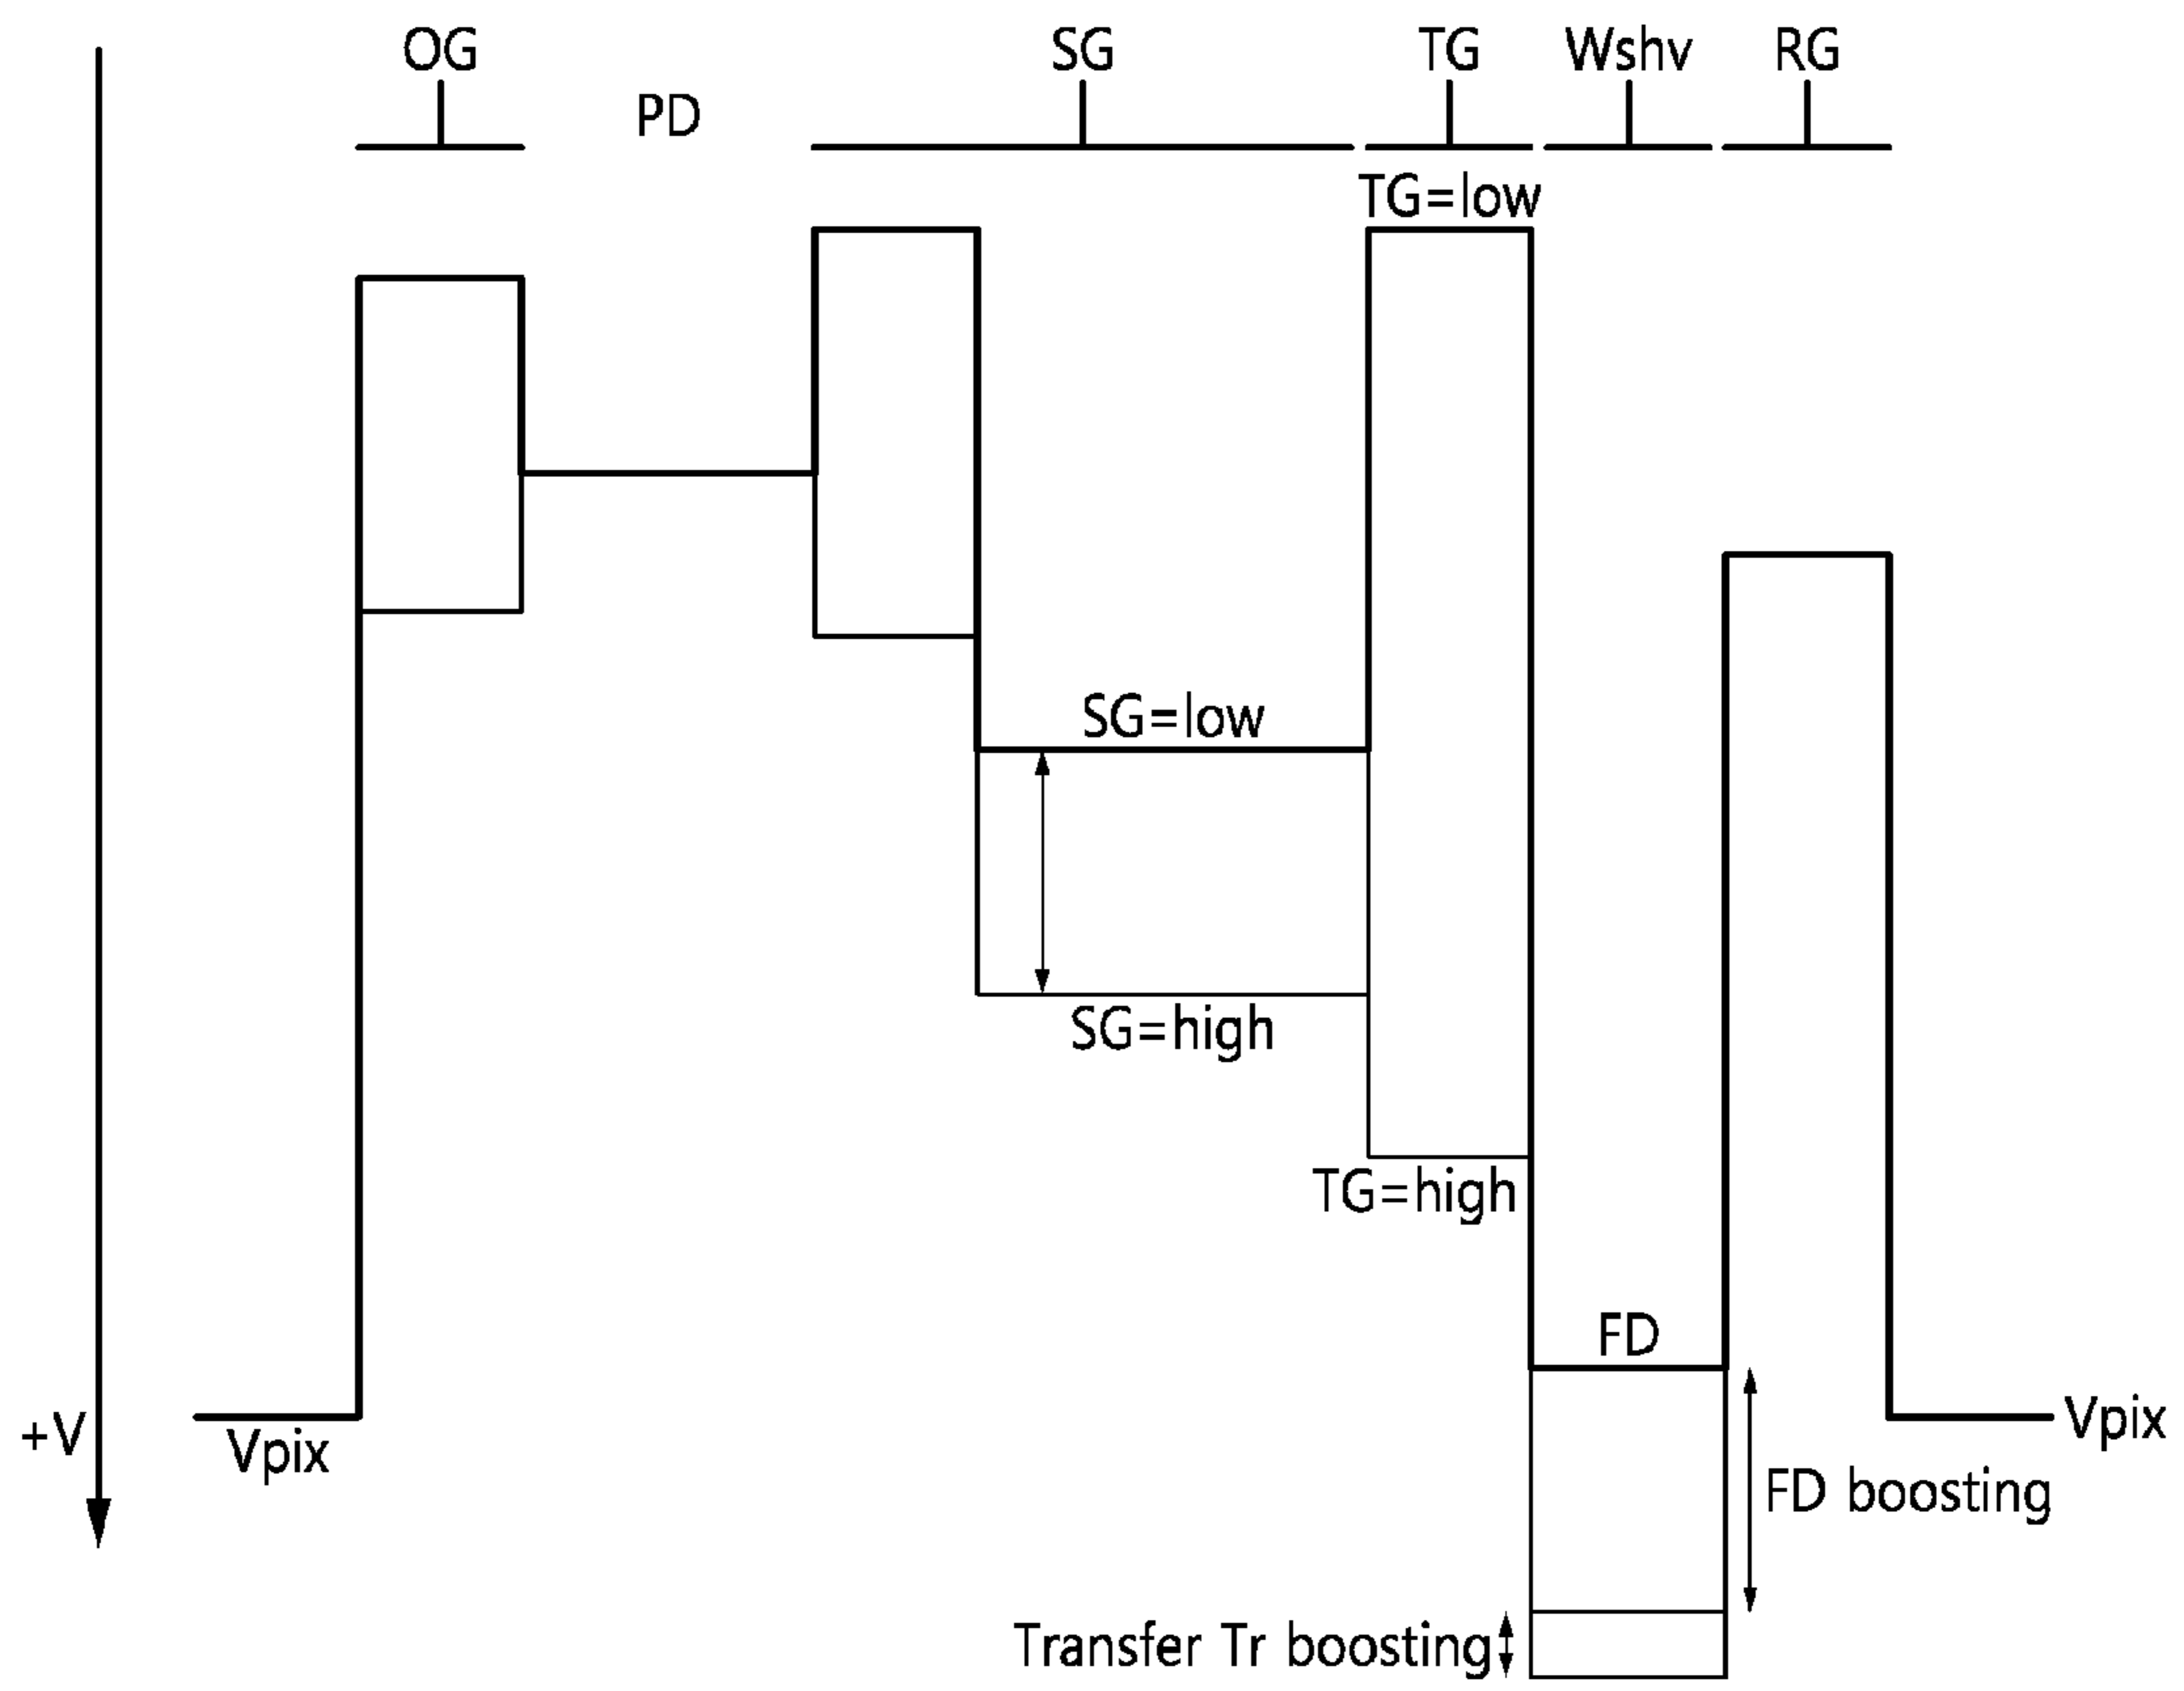 OG
SG
TG
Wshv
RG
PD
TG=low
SG=low
SG=high
TG=high
FD
+V
Vpix
Vpix
FD boosting
Transfer Tr boosting